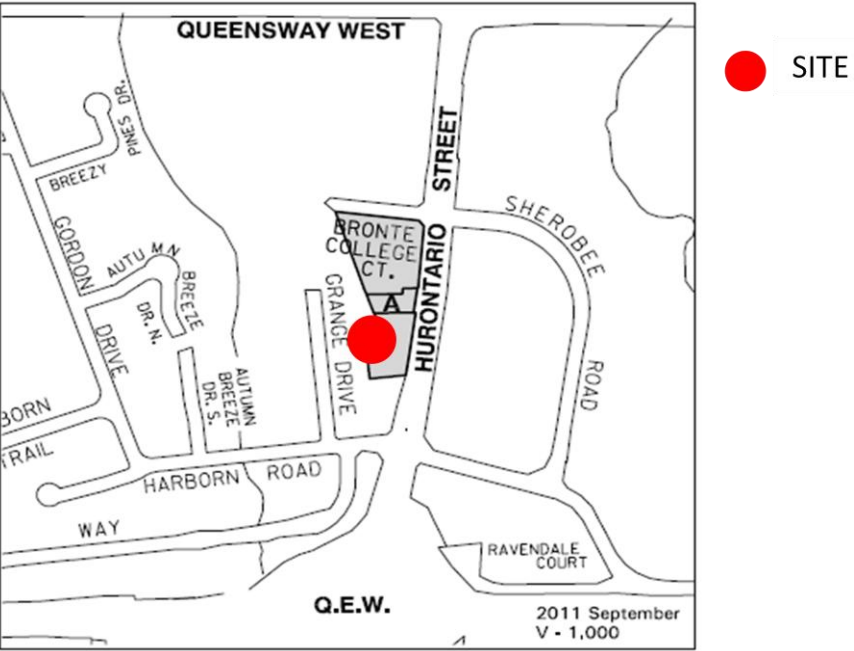 QUEENSWAY WEST
SITE
PINES DR.
BREEZY
STREET
SHEROBEE
GORDON
AUTUMN
BRONTE
COLLEGE
CT.
BREEZE
DR. N.
A
HURONTARIO
GRANGE DRIVE
DRIVE
ROAD
AUTUMN
BREEZE
DR. S.
BORN
TRAIL
HARBORN ROAD
WAY
RAVENDALE
COURT
Q.E.W.
2011 September
V - 1,000